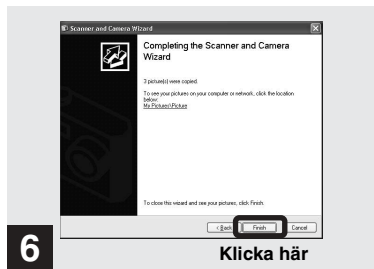 Scanner and Camera Wizard
Completing the Scanner and Camera
Wizard
3 picture(s) were copied.
To see your pictures on your computer or network, click the location
below:
My Pictures\Picture
To close this wizard and see your pictures, click Finish.
< Back
Finish
Cancel
6
Klicka här